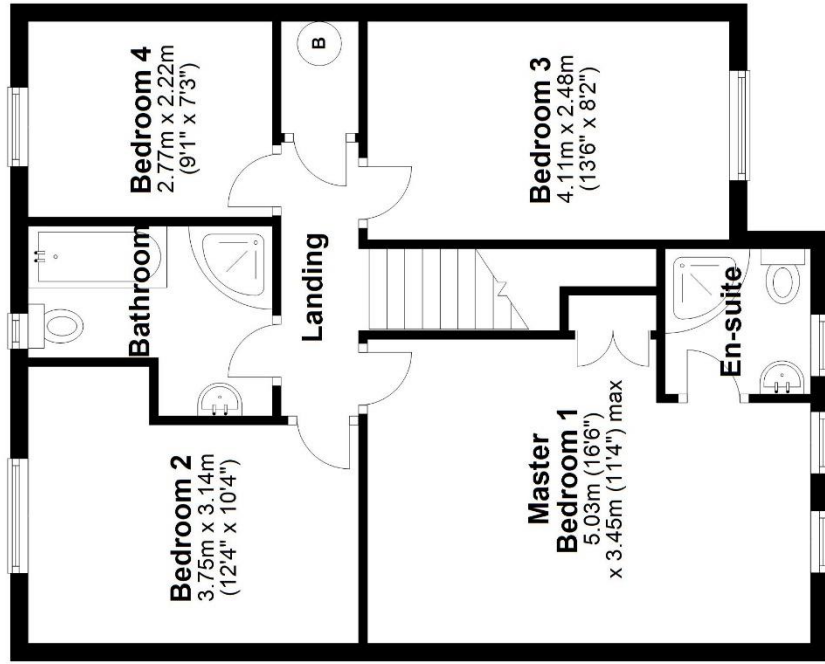 Bedroom 4
2.77m x 2.22m
(9'1" x 7'3")
B
Bedroom 3
4.11m x 2.48m
(13'6" x 8'2")
Bathroom
Landing
En-suite
Bedroom 2
3.75m x 3.14m
(12'4" x 10'4")
Master
Bedroom 1
5.03m (16'6")
x 3.45m (11'4") max